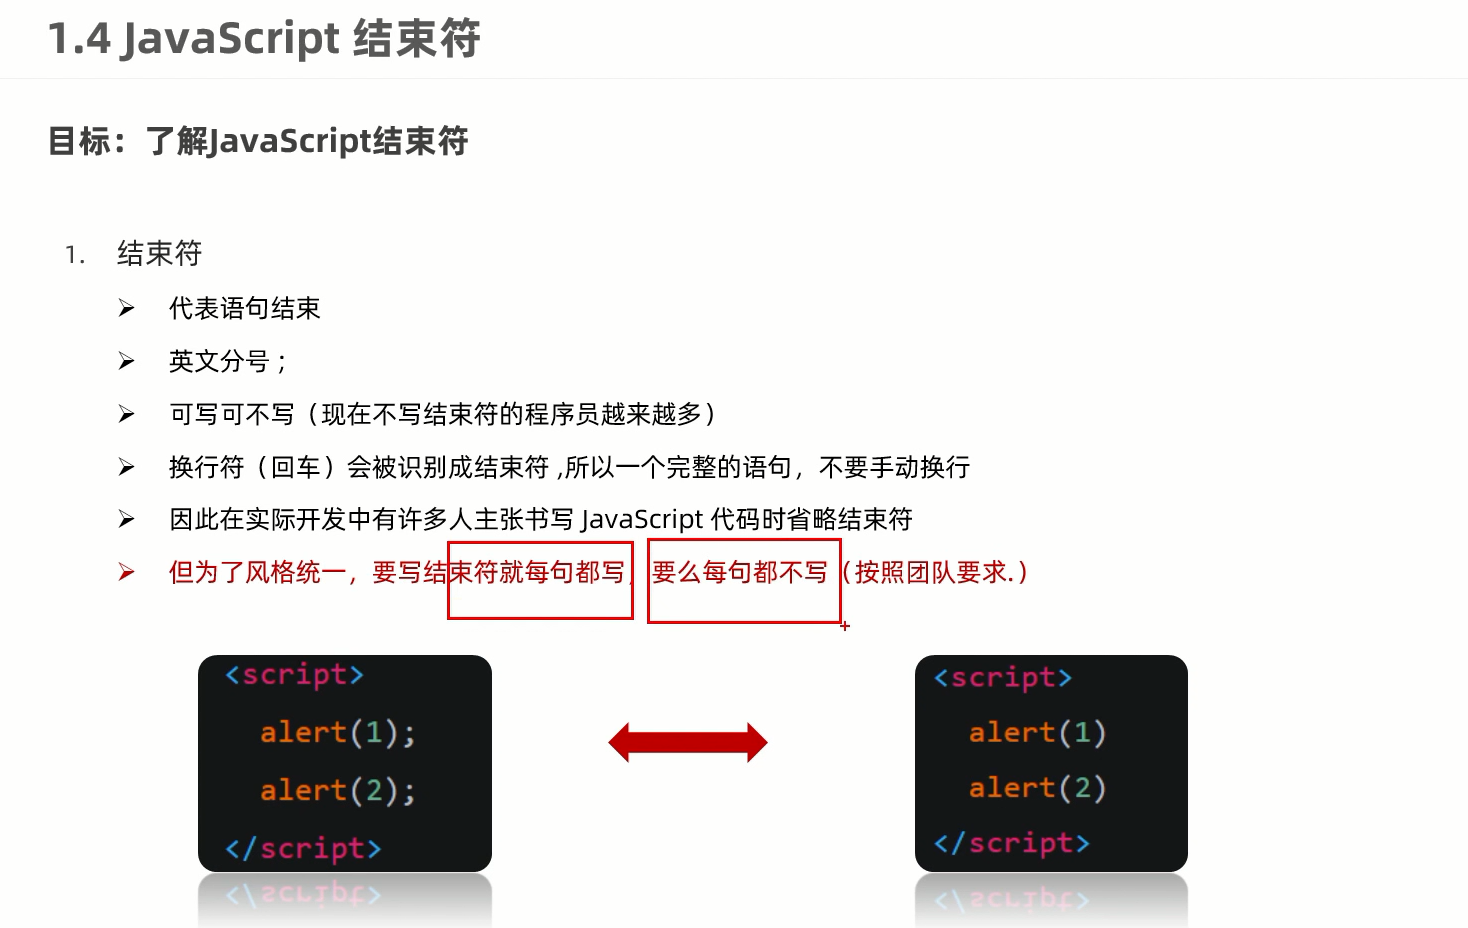 1.4 JavaScript 结束符
目标：了解JavaScript结束符
1. 结束符
➢ 代表语句结束
➢ 英文分号 ;
➢ 可写可不写（现在不写结束符的程序员越来越多）
➢ 换行符（回车）会被识别成结束符 ,所以一个完整的语句，不要手动换行
➢ 因此在实际开发中有许多人主张书写 JavaScript 代码时省略结束符
➢ 但为了风格统一，要写结束符就每句都写，要么每句都不写（按照团队要求.）
<script>
alert(1);
alert(2);
</script>
<script>
alert(1)
alert(2)
</script>